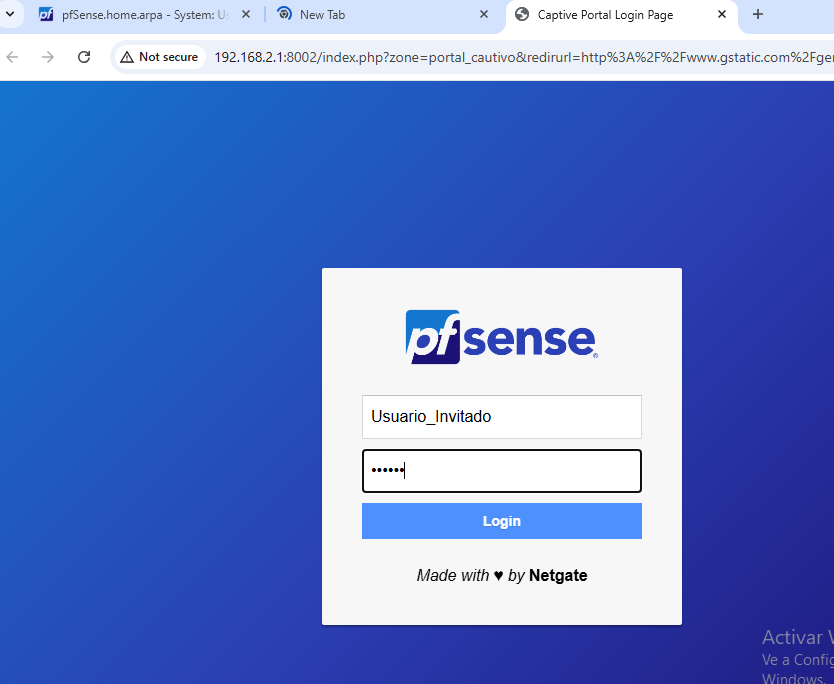 pfSense.home.arpa - System: Us
New Tab
Captive Portal Login Page
Not secure
192.168.2.1:8002/index.php?zone=portal_cautivo&redirurl=http%3A%2F%2Fwww.gstatic.com%2Fgen
pfsense
Usuario_Invitado
••••••
Login
Made with ♥ by Netgate
Activar W
Ve a Config
Windows.